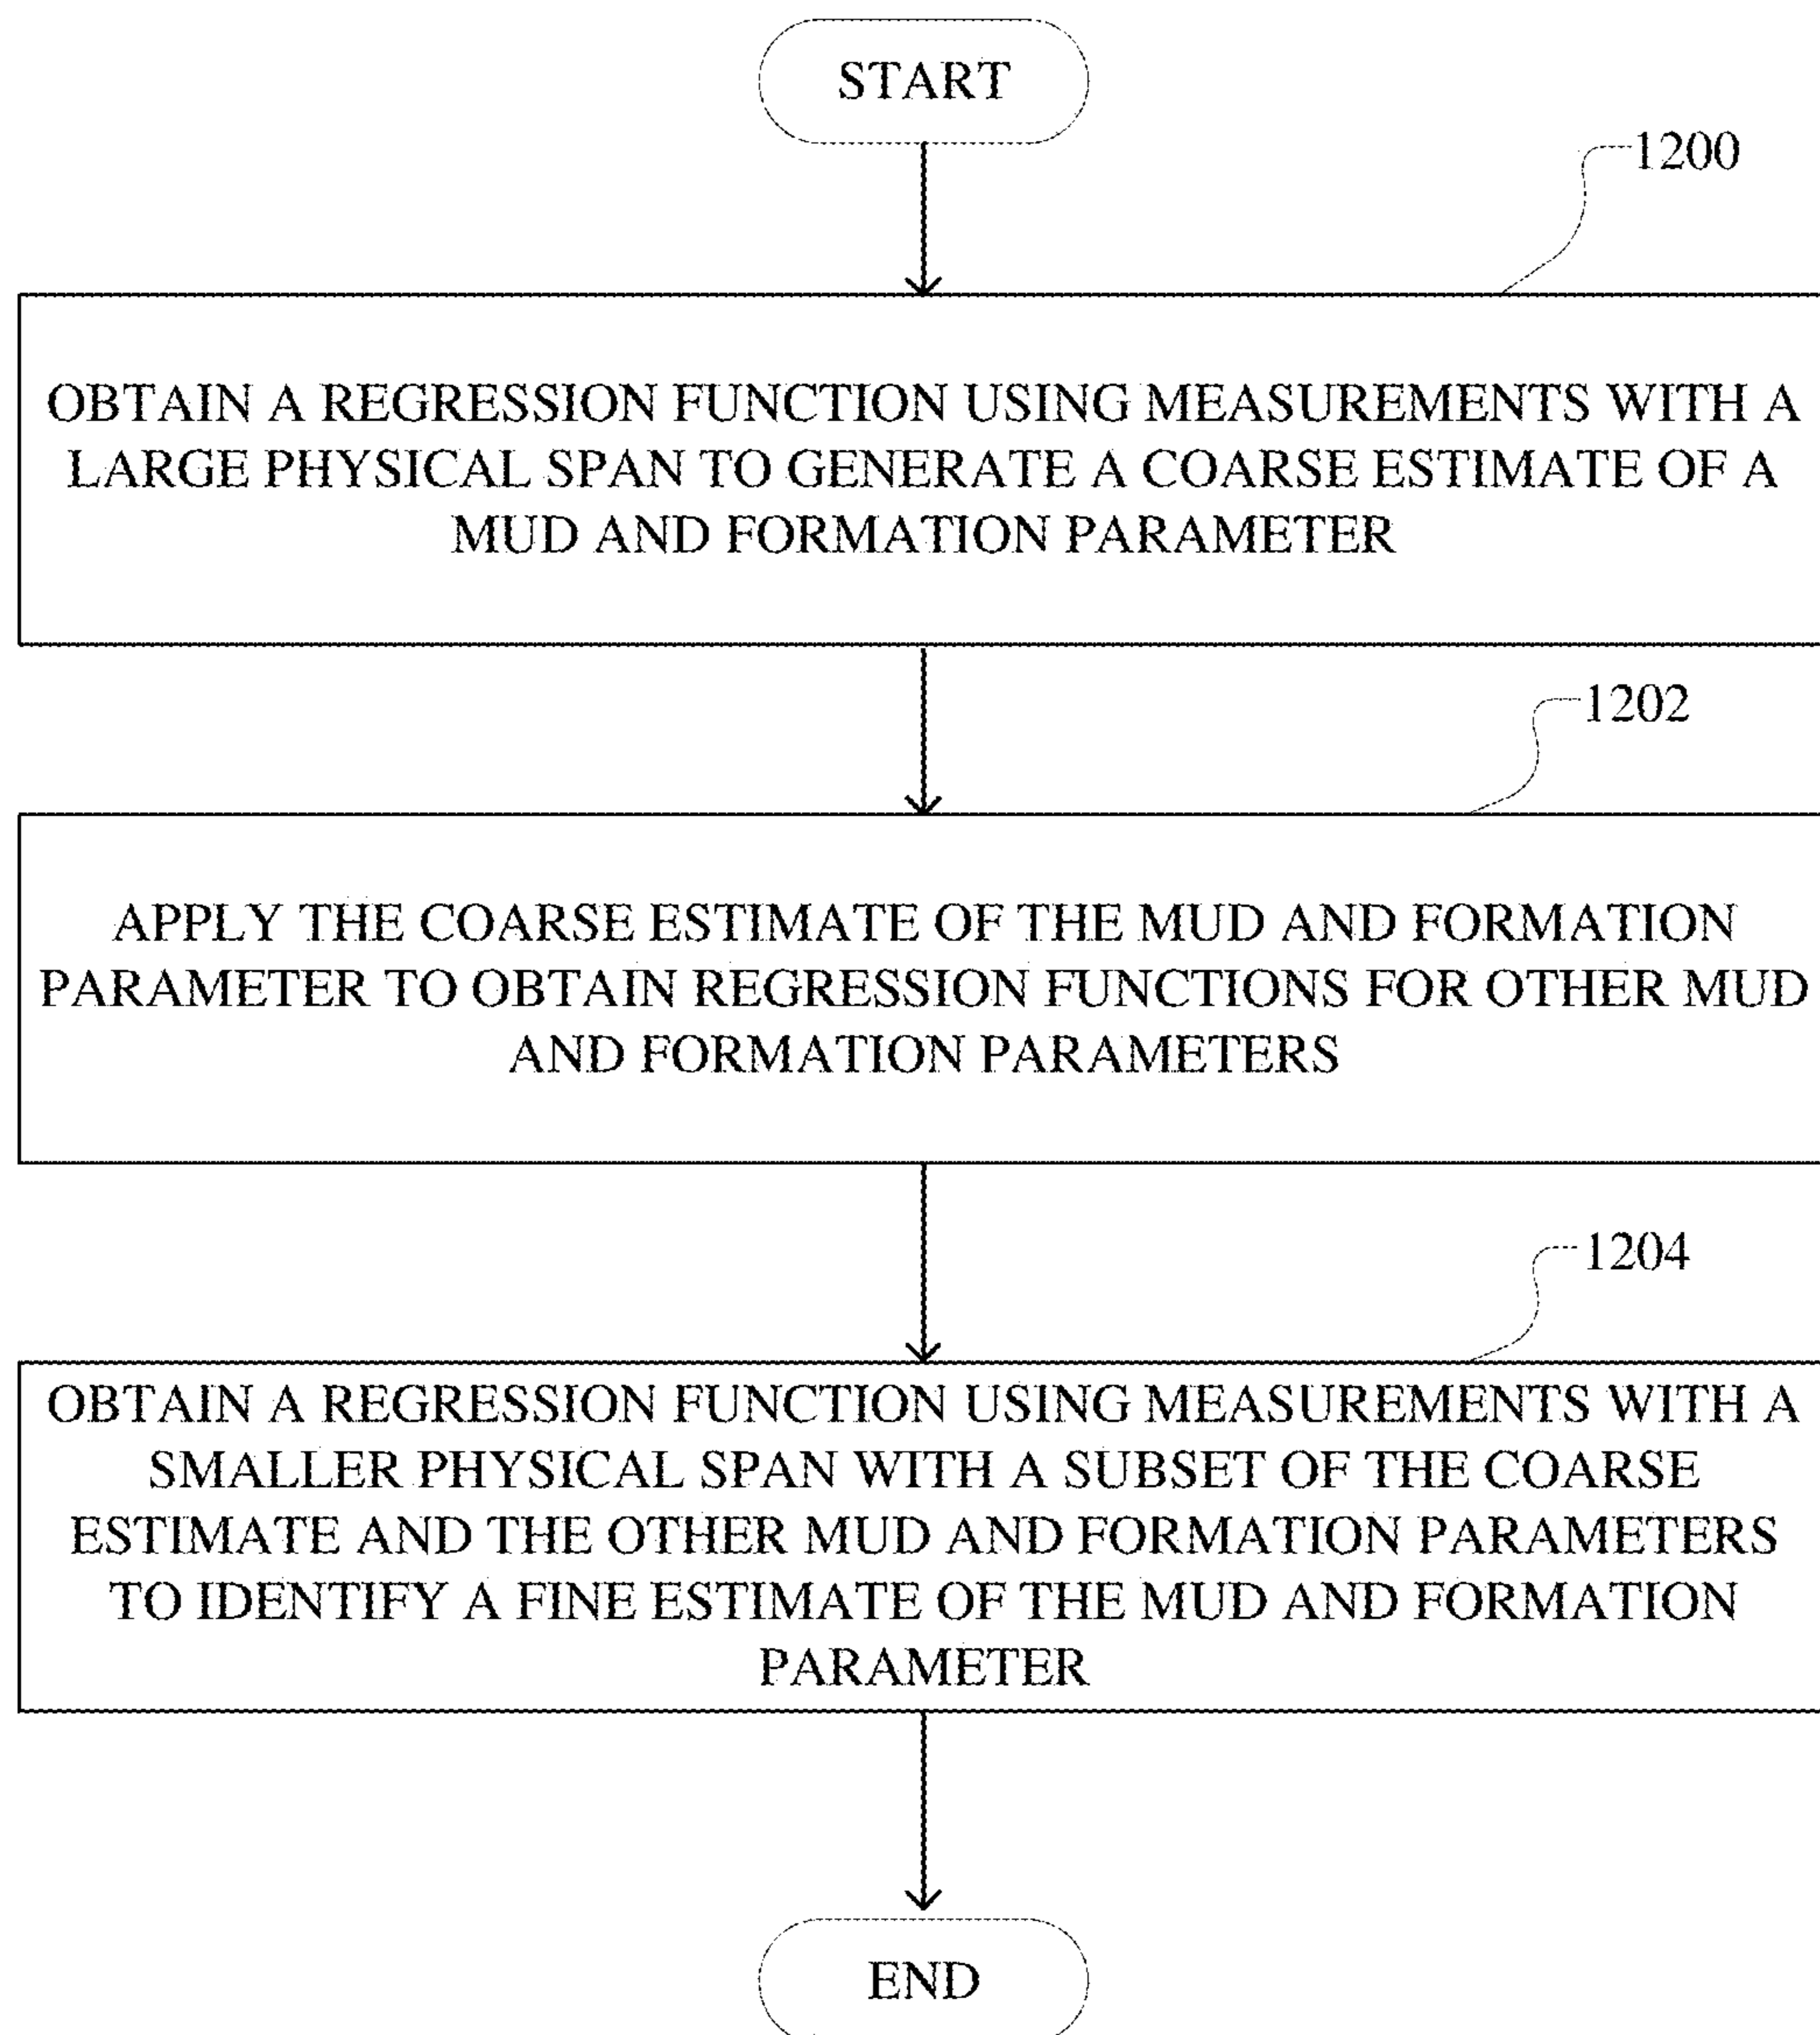 START
1200
OBTAIN A REGRESSION FUNCTION USING MEASUREMENTS WITH A
LARGE PHYSICAL SPAN TO GENERATE A COARSE ESTIMATE OF A
MUD AND FORMATION PARAMETER
1202
APPLY THE COARSE ESTIMATE OF THE MUD AND FORMATION
PARAMETER TO OBTAIN REGRESSION FUNCTIONS FOR OTHER MUD
AND FORMATION PARAMETERS
1204
OBTAIN A REGRESSION FUNCTION USING MEASUREMENTS WITH A
SMALLER PHYSICAL SPAN WITH A SUBSET OF THE COARSE
ESTIMATE AND THE OTHER MUD AND FORMATION PARAMETERS
TO IDENTIFY A FINE ESTIMATE OF THE MUD AND FORMATION
PARAMETER
END